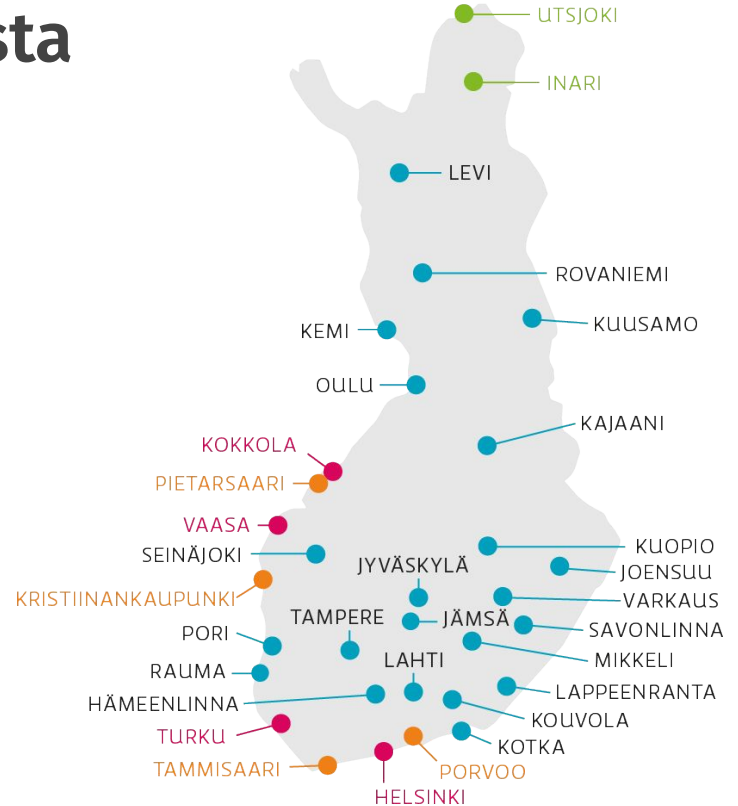 sta
UTSJOKI
INARI
LEVI
ROVANIEMI
KUUSAMO
KEMI
OULU
KAJAANI
KOKKOLA
PIETARSAARI
VAASA
SEINÄJOKI
KUOPIO
JYVÄSKYLÄ
JOENSUU
KRISTIINANKAUPUNKI
VARKAUS
TAMPERE
JÄMSÄ
SAVONLINNA
PORI
LAHTI
MIKKELI
RAUMA
LAPPEENRANTA
HÄMEENLINNA
KOUVOLA
TURKU
KOTKA
TAMMISAARI
PORVOO
HELSINKI